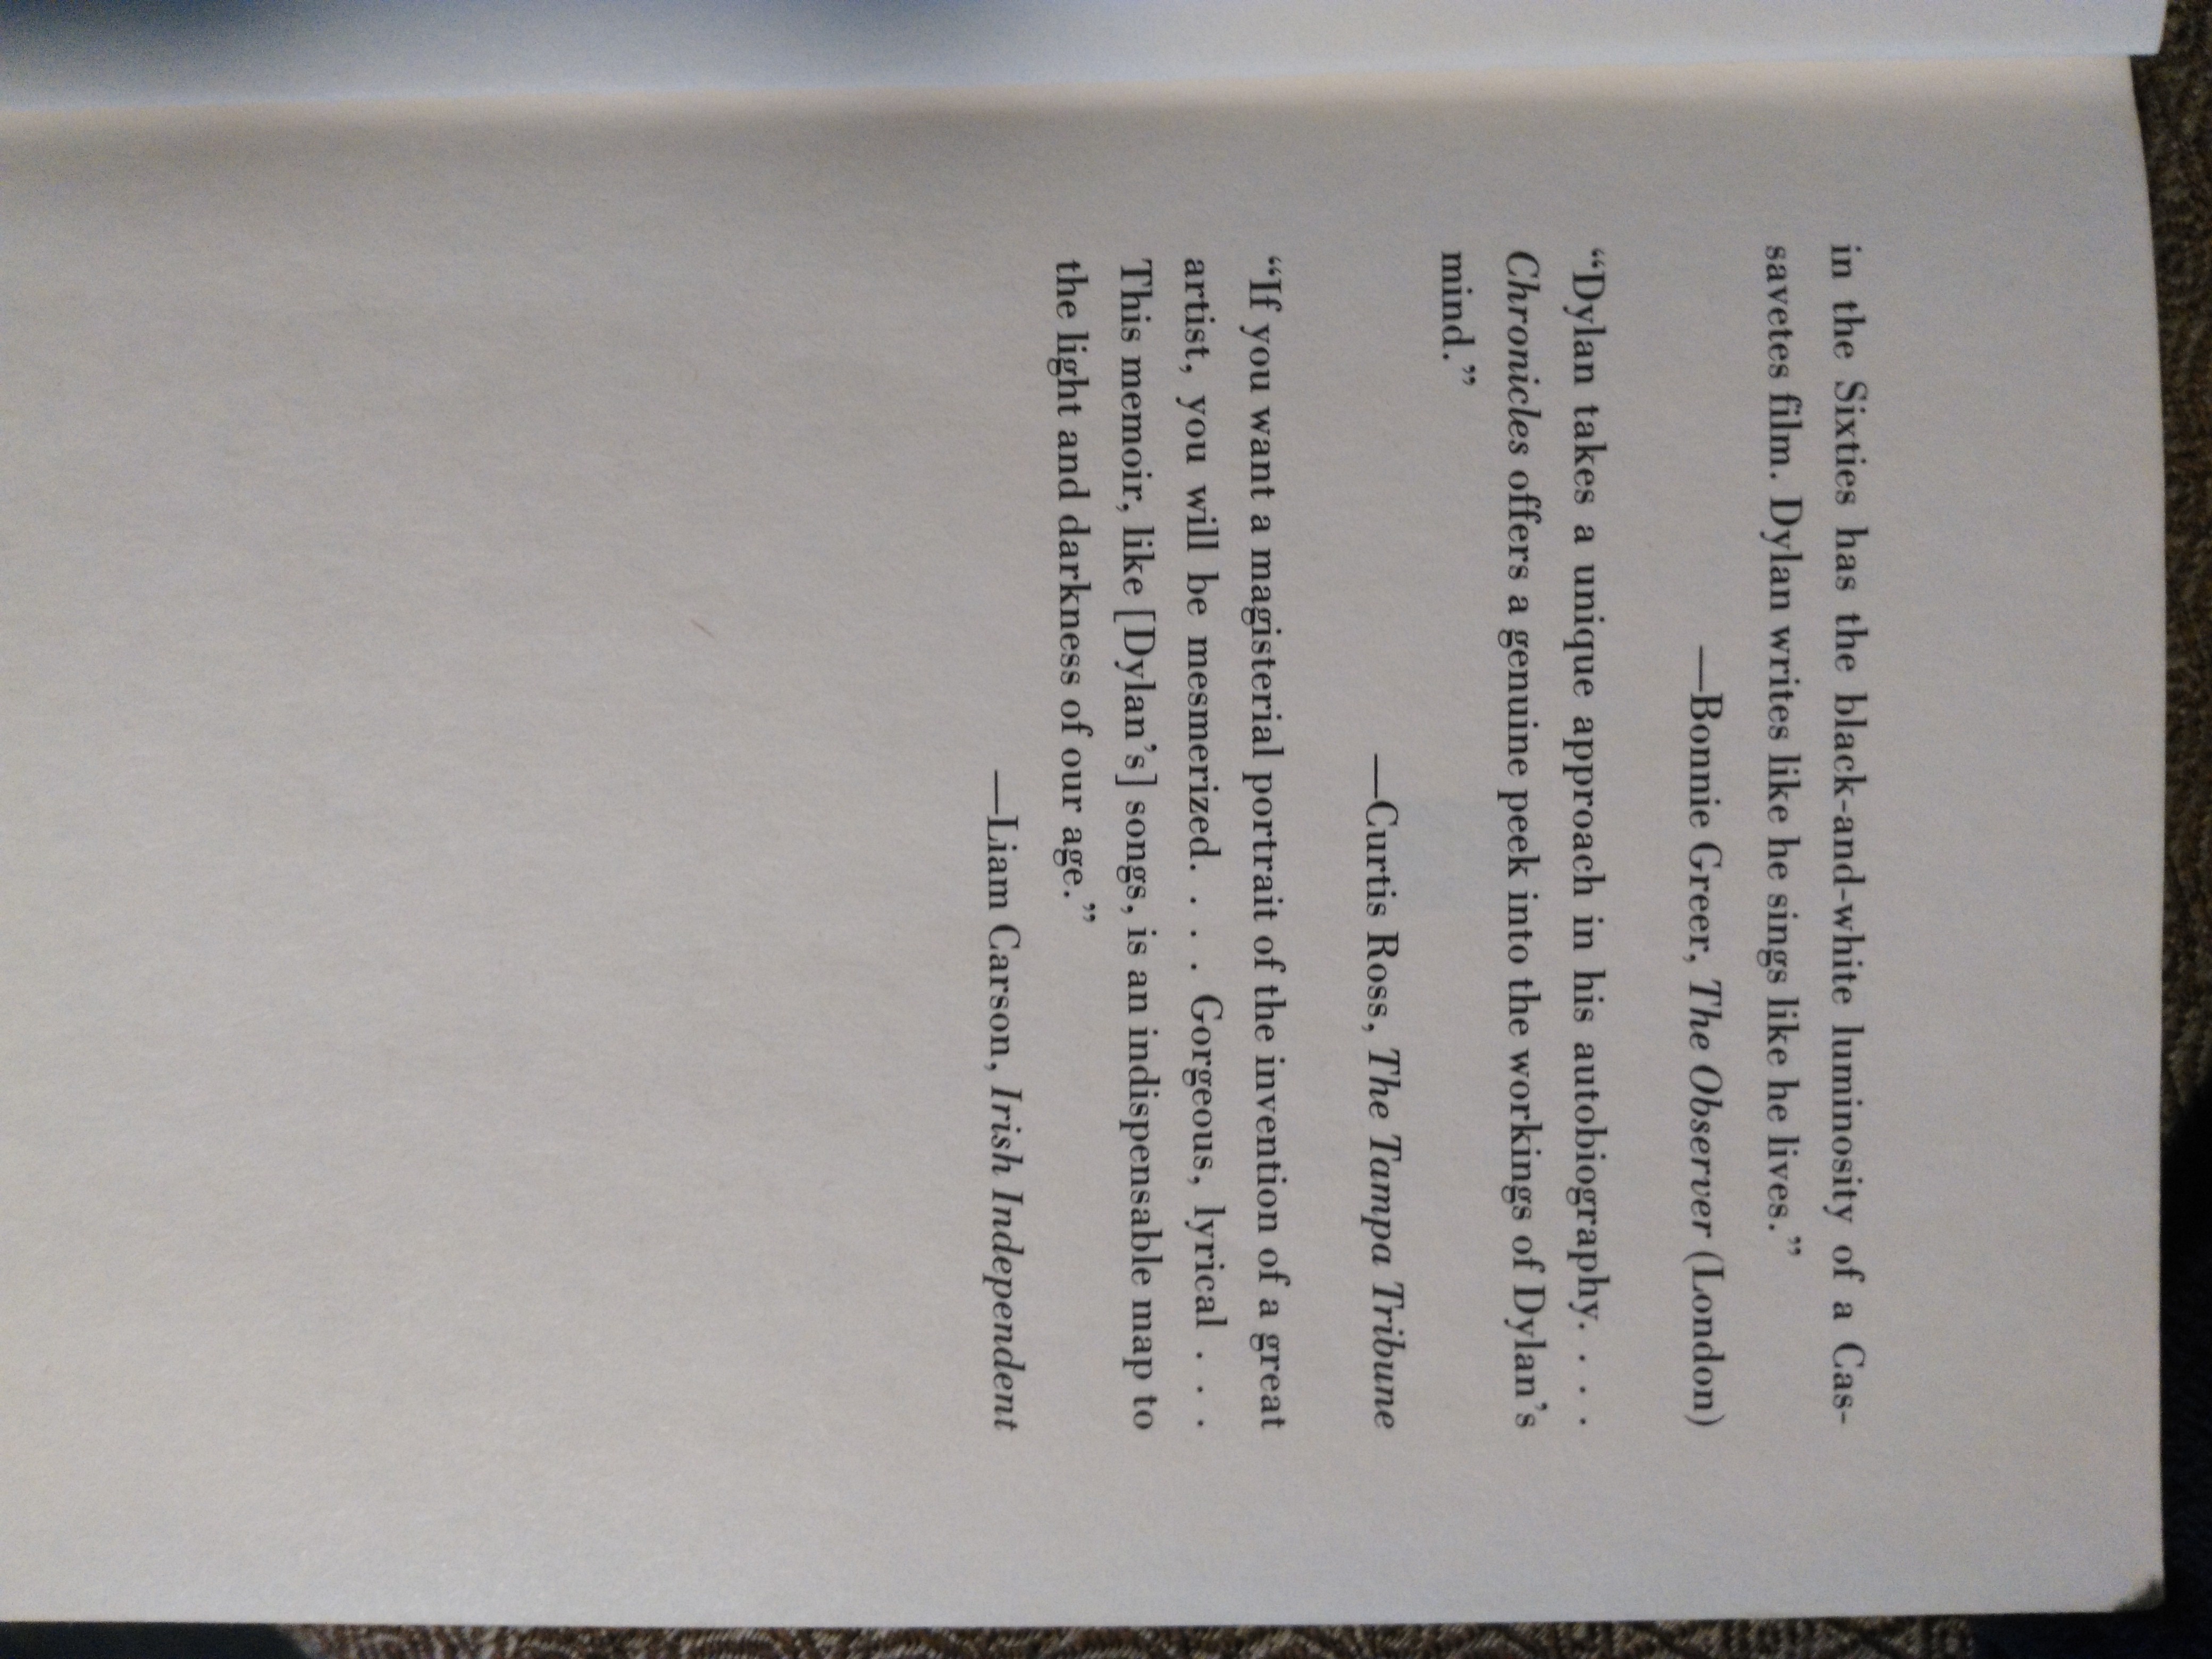 in the Sixties has the black-and-white luminosity of a Cas-
savetes film. Dylan writes like he sings like he lives.”
—Bonnie Greer, The Observer (London)
“Dylan takes a unique approach in his autobiography. . . .
Chronicles offers a genuine peek into the workings of Dylan’s
mind.”
—Curtis Ross, The Tampa Tribune
“If you want a magisterial portrait of the invention of a great
artist, you will be mesmerized. . . . Gorgeous, lyrical . . .
This memoir, like [Dylan’s] songs, is an indispensable map to
the light and darkness of our age.”
—Liam Carson, Irish Independent